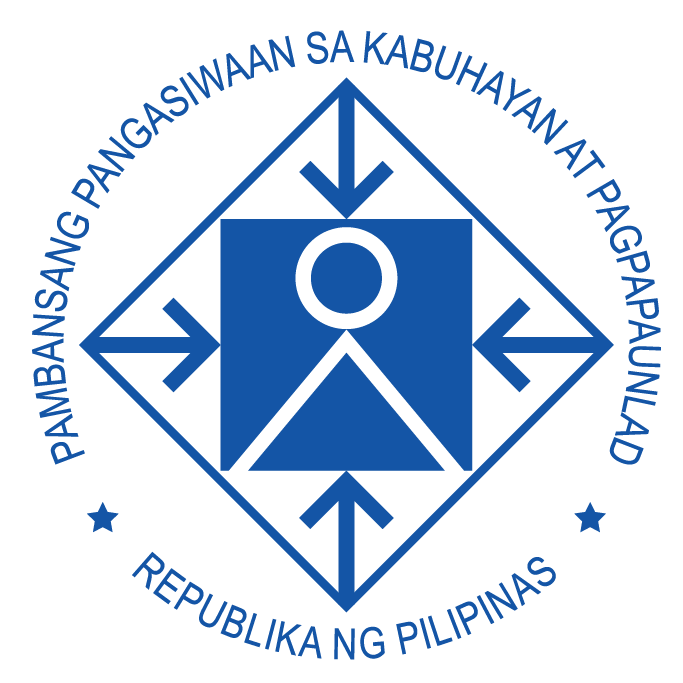 PAMBANSANG PANGASIWAAN SA KABUHAYAN AT PAGPAPAUNLAD
REPUBLIKA NG PILIPINAS